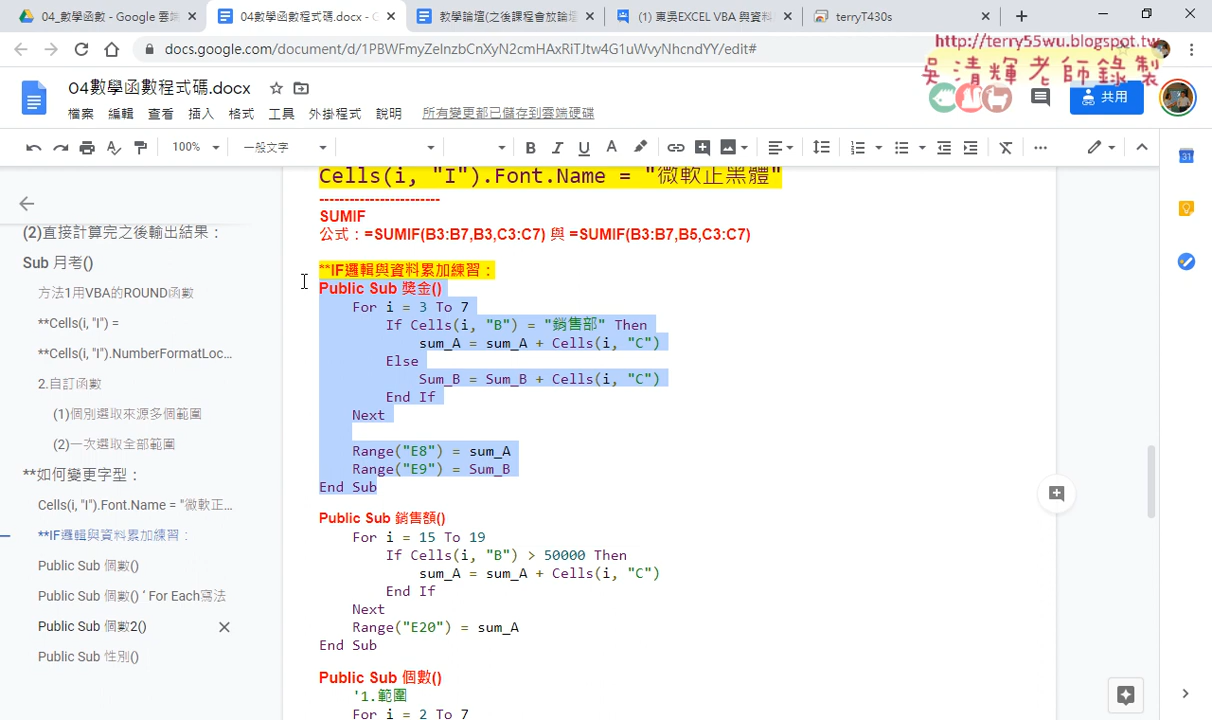 04_數學函數 - Google 雲端
04數學函數程式碼.docx - G
教學論壇(之後課程會放論壇
(1) 東吳EXCEL VBA 與資料
terryT430s
docs.google.com/document/d/1PBWFmyZeInzbCnXyN2cmHAxRiTJtw4G1uWvyNhcndYY/edit#
http://terry55wu.blogspot.tw
吳清輝老師錄製
04數學函數程式碼.docx
檔案 編輯 查看 插入 格式 工具 外掛程式 說明 所有變更都已儲存到雲端硬碟
共用
100% 一般文字 B I U A
31
(2)直接計算完之後輸出結果：
Sub 月考()
方法1用VBA的ROUND函數
**Cells(i, "I") =
**Cells(i, "I").NumberFormatLoc...
2.自訂函數
(1)個別選取來源多個範圍
(2)一次選取全部範圍
**如何變更字型：
Cells(i, "I").Font.Name = "微軟正...
**IF邏輯與資料累加練習：
Public Sub 個數()
Public Sub 個數() ‘ For Each寫法
Public Sub 個數2()
Public Sub 性別()
Cells(i, "I").Font.Name = "微軟正黑體"
------------------------
SUMIF
公式：=SUMIF(B3:B7,B3,C3:C7) 與 =SUMIF(B3:B7,B5,C3:C7)
**IF邏輯與資料累加練習：
Public Sub 獎金()
For i = 3 To 7
If Cells(i, "B") = "銷售部" Then
sum_A = sum_A + Cells(i, "C")
Else
Sum_B = Sum_B + Cells(i, "C")
End If
Next
Range("E8") = sum_A
Range("E9") = Sum_B
End Sub
Public Sub 銷售額()
For i = 15 To 19
If Cells(i, "B") > 50000 Then
sum_A = sum_A + Cells(i, "C")
End If
Next
Range("E20") = sum_A
End Sub
Public Sub 個數()
'1.範圍
For i = 2 To 7